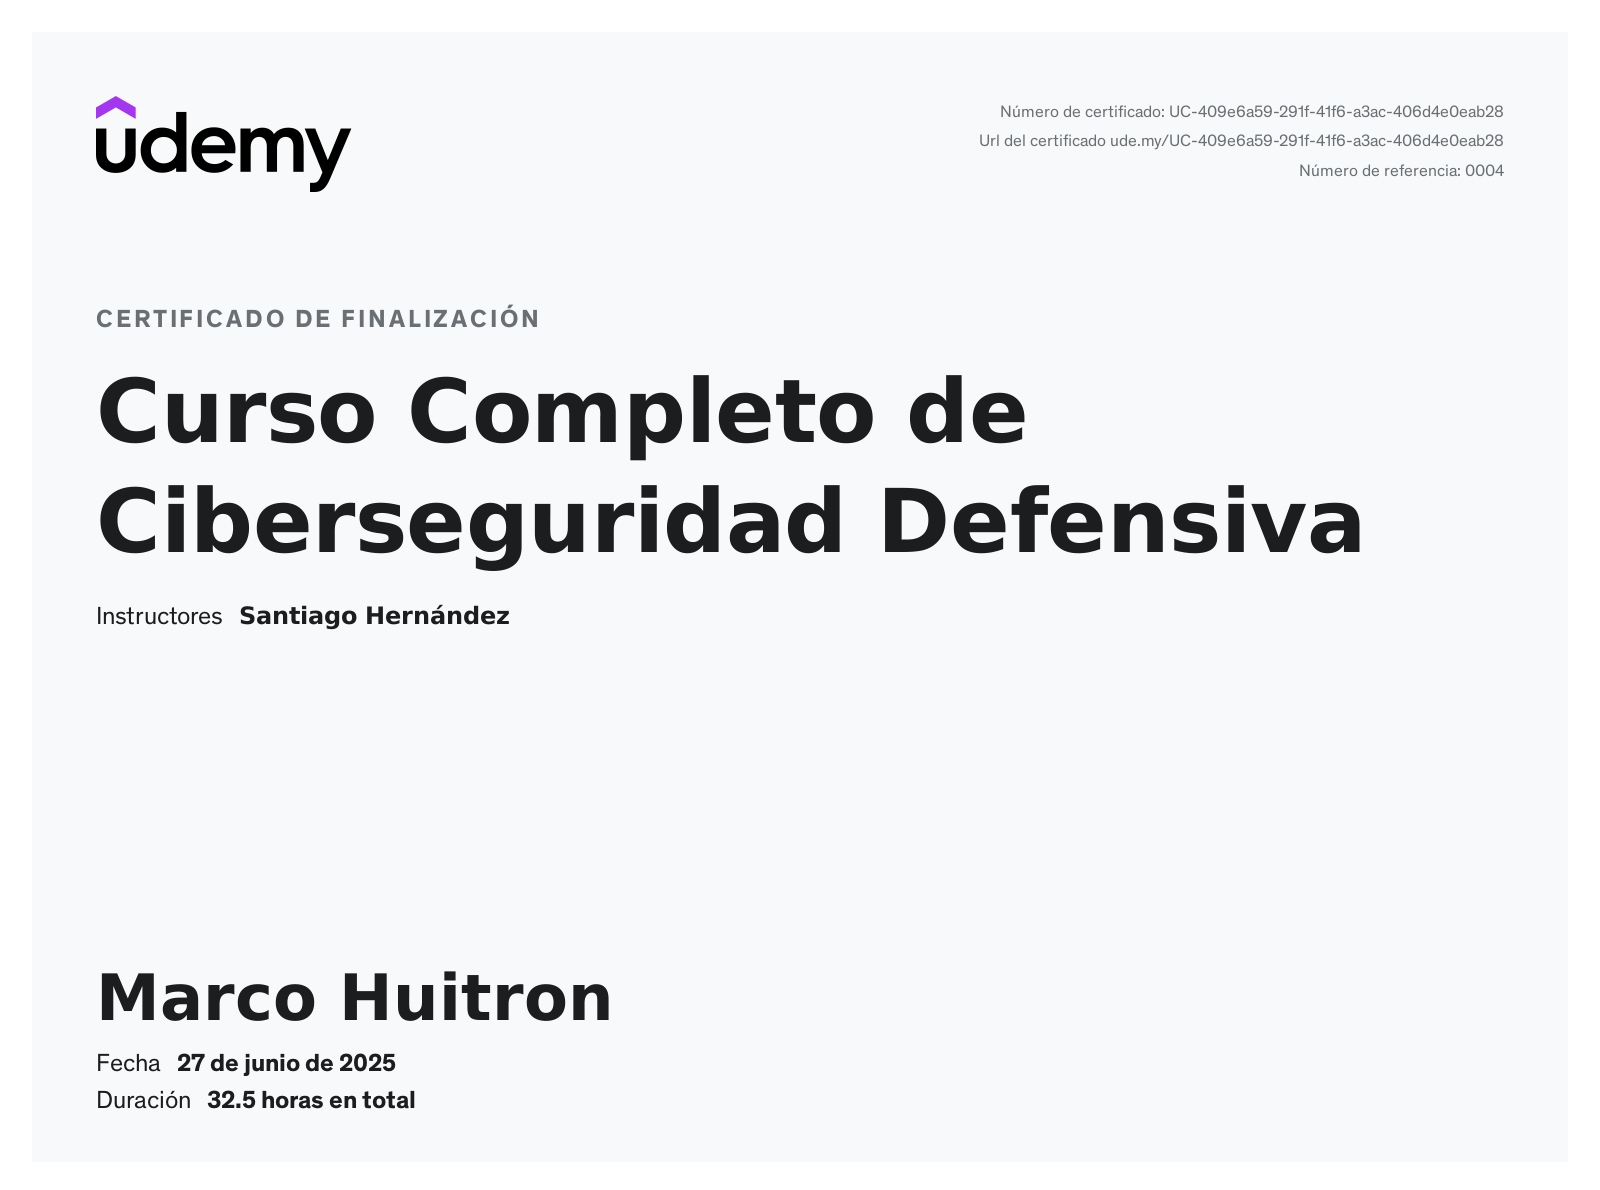 udemy
Número de certificado: UC-409e6a59-291f-41f6-a3ac-406d4e0eab28
Url del certificado ude.my/UC-409e6a59-291f-41f6-a3ac-406d4e0eab28
Número de referencia: 0004
CERTIFICADO DE FINALIZACIÓN
Curso Completo de
Ciberseguridad Defensiva
Instructores Santiago Hernández
Marco Huitron
Fecha 27 de junio de 2025
Duración 32.5 horas en total